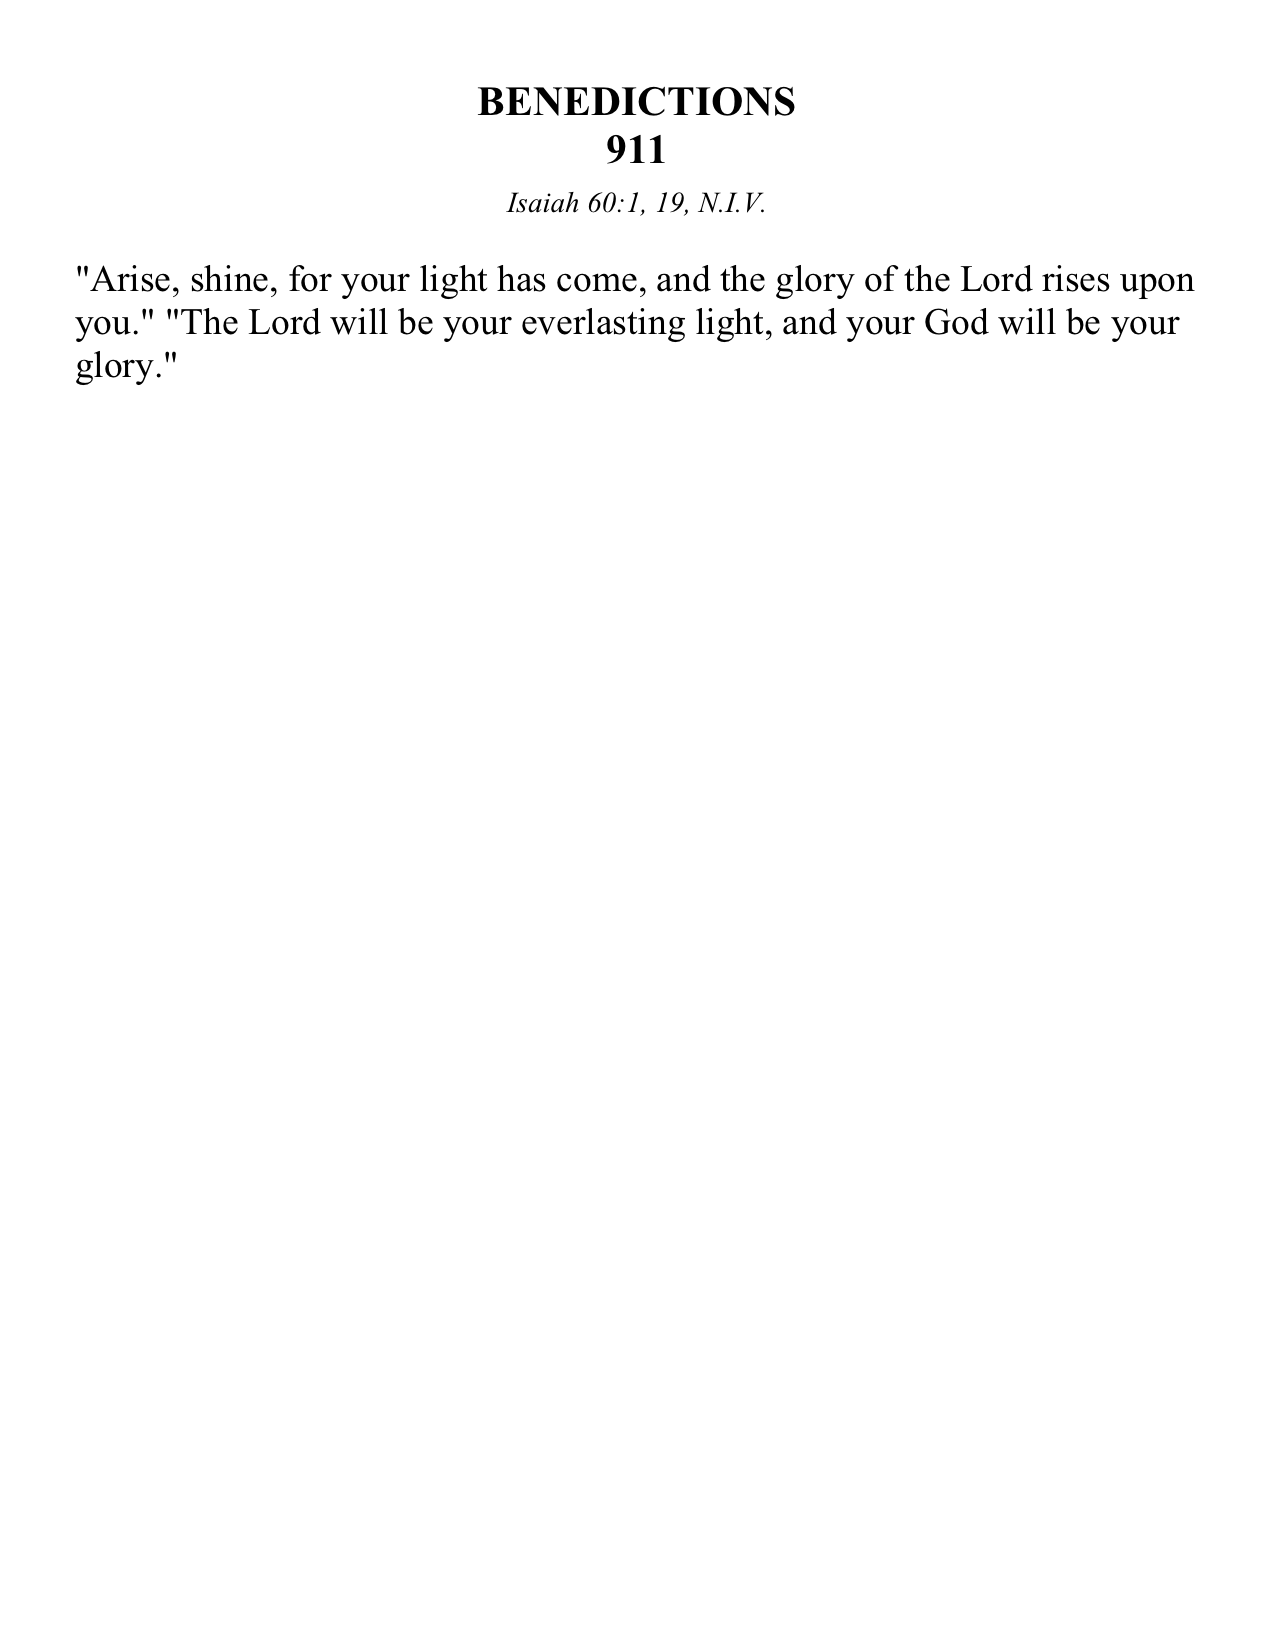 BENEDICTIONS
911
Isaiah 60:1, 19, N.I.V.
"Arise, shine, for your light has come, and the glory of the Lord rises upon
you." "The Lord will be your everlasting light, and your God will be your
glory."